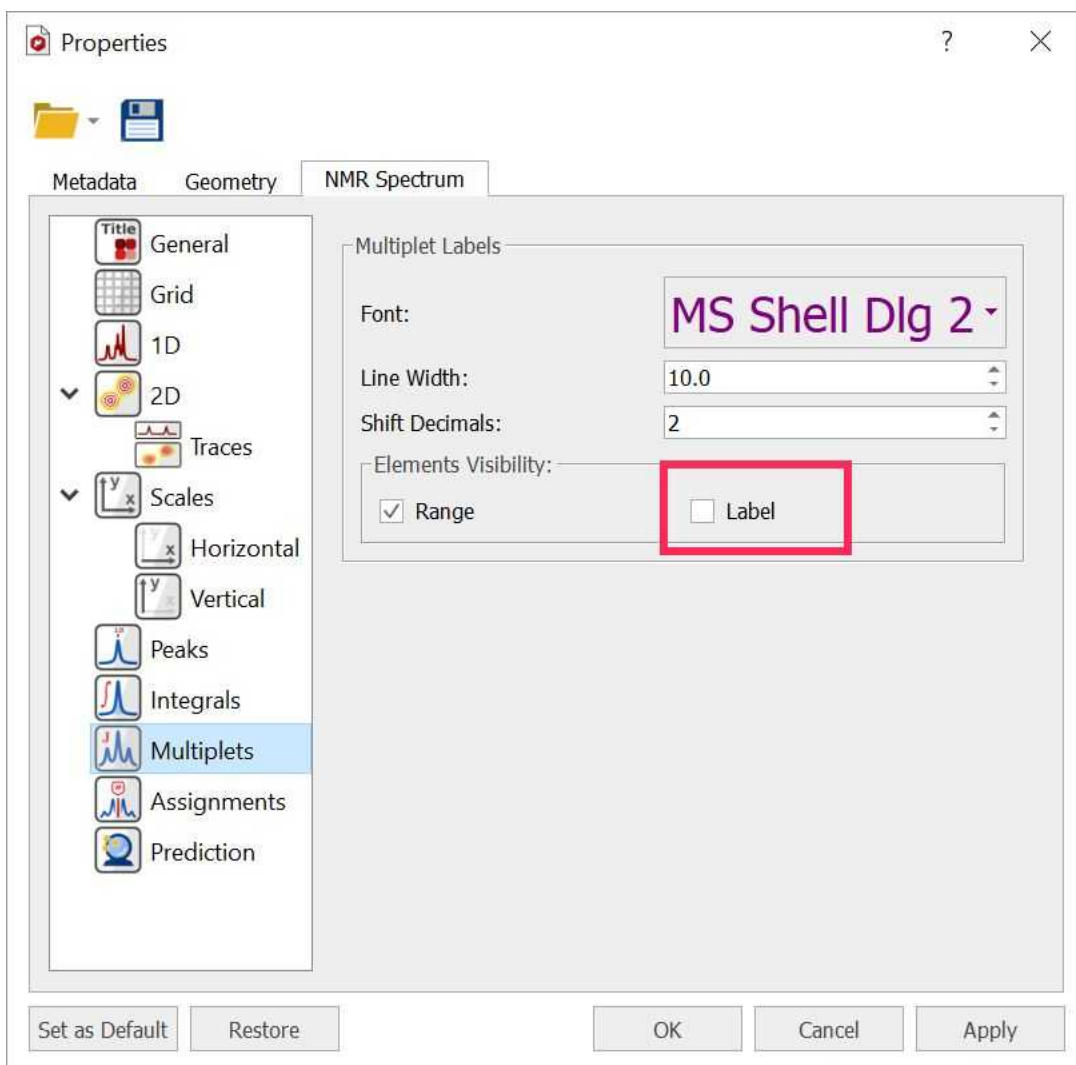 Properties
?
Metadata
Geometry
NMR Spectrum
Title
General
Grid
1D
2D
Traces
y
x
Scales
y
x
Horizontal
y
x
Vertical
Peaks
Integrals
J
Multiplets
Assignments
Prediction
Multiplet Labels
Font:
MS Shell Dlg 2
Line Width:
10.0
Shift Decimals:
2
Elements Visibility:
Range
Label
Set as Default
Restore
OK
Cancel
Apply